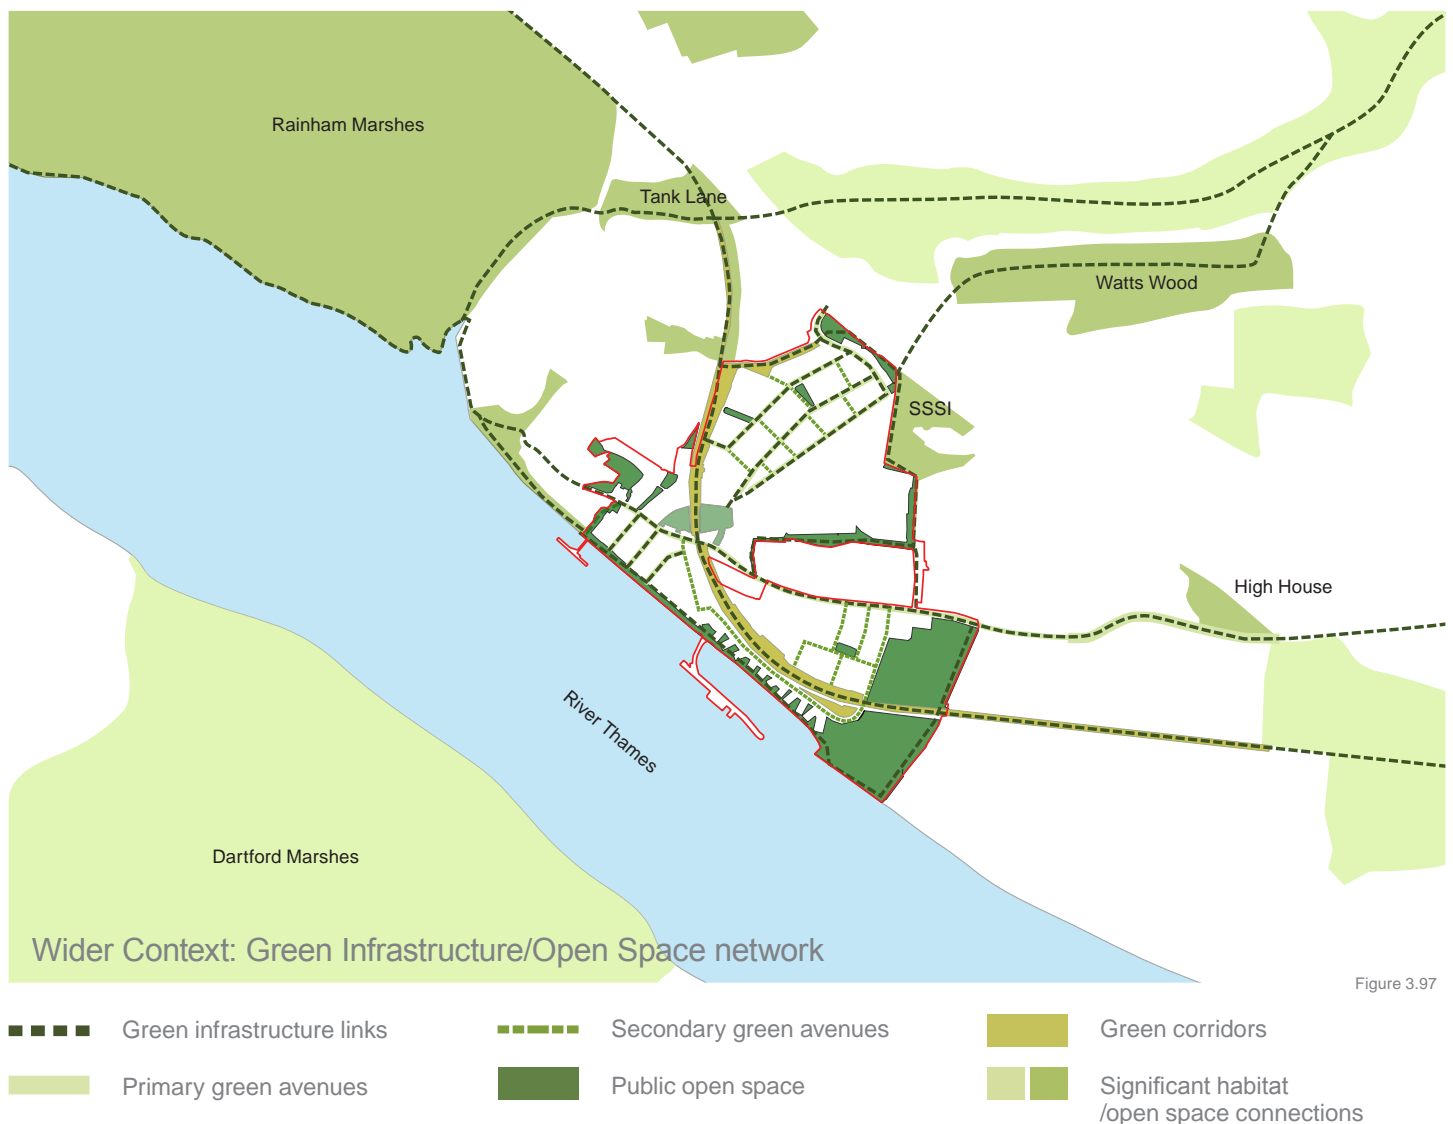 Rainham Marshes
Tank Lane
Watts Wood
SSSI
High House
River Thames
Dartford Marshes
Wider Context: Green Infrastructure/Open Space network
Figure 3.97
Green infrastructure links
Secondary green avenues
Green corridors
Primary green avenues
Public open space
Significant habitat
/open space connections